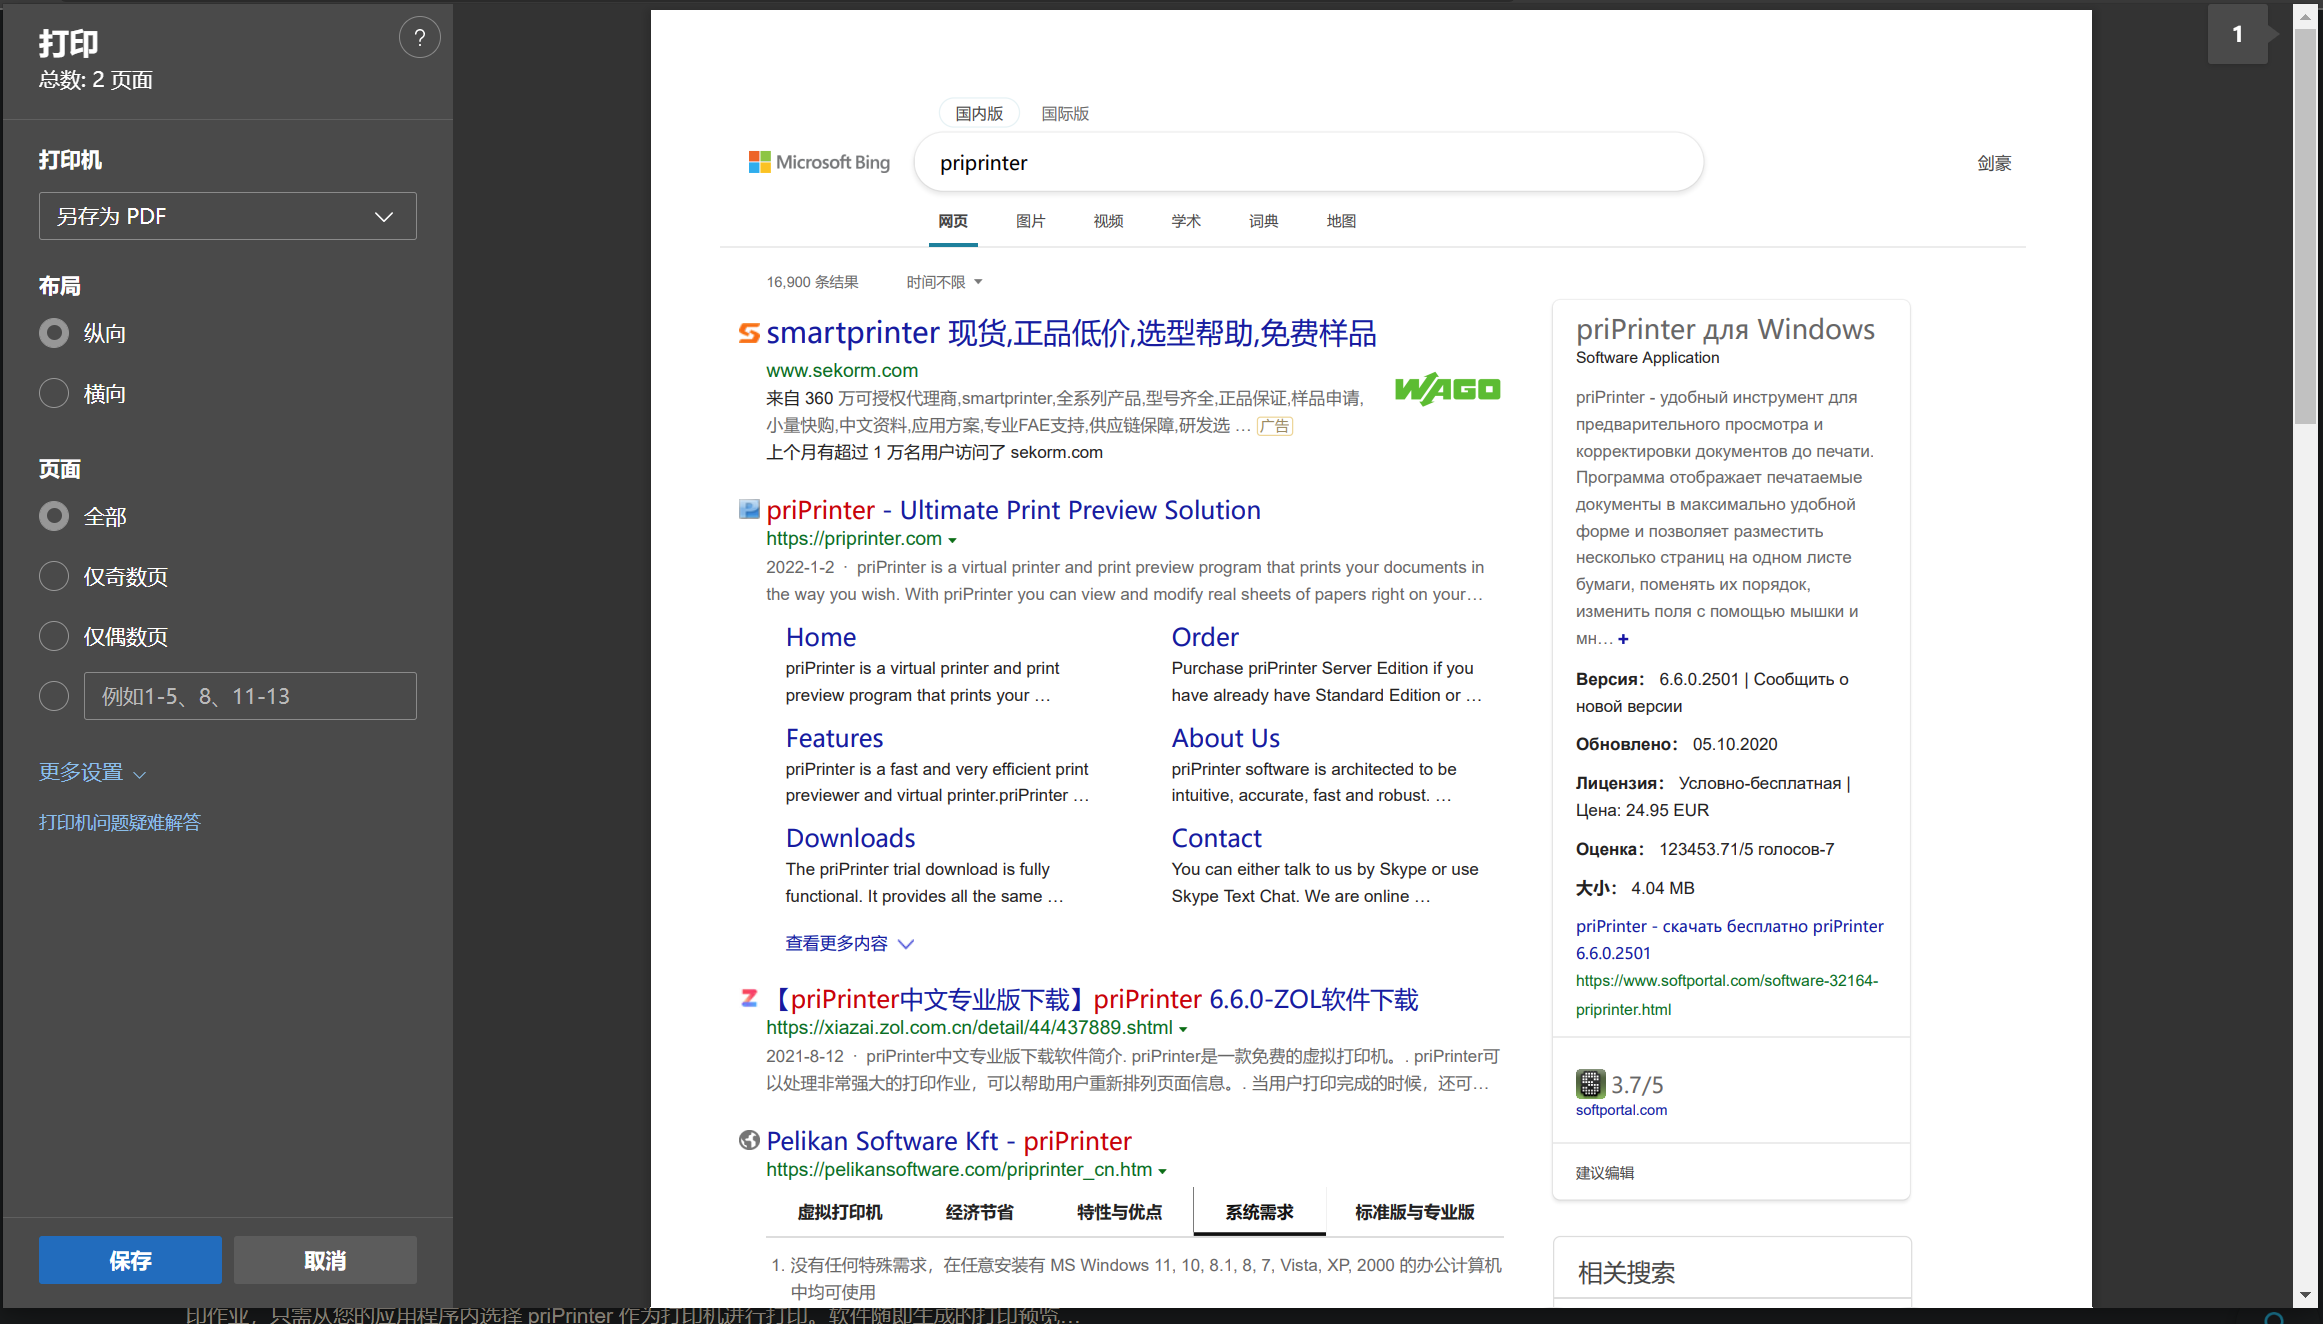 打印
?
总数: 2 页面
打印机
另存为 PDF
布局
纵向
横向
页面
全部
仅奇数页
仅偶数页
例如1-5、8、11-13
更多设置
打印机问题疑难解答
保存
取消
1
国内版 国际版
Microsoft Bing
priprinter
剑豪
网页 图片 视频 学术 词典 地图
16,900 条结果 时间不限
smartprinter 现货,正品低价,选型帮助,免费样品
www.sekorm.com
来自 360 万可授权代理商,smartprinter,全系列产品,型号齐全,正品保证,样品申请,
小量快购,中文资料,应用方案,专业FAE支持,供应链保障,研发选 … 广告
上个月有超过 1 万名用户访问了 sekorm.com
WAGO
priPrinter - Ultimate Print Preview Solution
https://priprinter.com
2022-1-2 · priPrinter is a virtual printer and print preview program that prints your documents in
the way you wish. With priPrinter you can view and modify real sheets of papers right on your…
Home
priPrinter is a virtual printer and print
preview program that prints your …
Order
Purchase priPrinter Server Edition if you
have already have Standard Edition or …
Features
priPrinter is a fast and very efficient print
previewer and virtual printer.priPrinter …
About Us
priPrinter software is architected to be
intuitive, accurate, fast and robust. …
Downloads
The priPrinter trial download is fully
functional. It provides all the same …
Contact
You can either talk to us by Skype or use
Skype Text Chat. We are online …
查看更多内容
【priPrinter中文专业版下载】priPrinter 6.6.0-ZOL软件下载
https://xiazai.zol.com.cn/detail/44/437889.shtml
2021-8-12 · priPrinter中文专业版下载软件简介. priPrinter是一款免费的虚拟打印机。. priPrinter可
以处理非常强大的打印作业，可以帮助用户重新排列页面信息。. 当用户打印完成的时候，还可…
Pelikan Software Kft - priPrinter
https://pelikansoftware.com/priprinter_cn.htm
虚拟打印机 经济节省 特性与优点 系统需求 标准版与专业版
1. 没有任何特殊需求，在任意安装有 MS Windows 11, 10, 8.1, 8, 7, Vista, XP, 2000 的办公计算机
中均可使用
priPrinter для Windows
Software Application
priPrinter - удобный инструмент для
предварительного просмотра и
корректировки документов до печати.
Программа отображает печатаемые
документы в максимально удобной
форме и позволяет разместить
несколько страниц на одном листе
бумаги, поменять их порядок,
изменить поля с помощью мышки и
мн… +
Версия： 6.6.0.2501 | Сообщить о
новой версии
Обновлено： 05.10.2020
Лицензия： Условно-бесплатная |
Цена: 24.95 EUR
Оценка： 123453.71/5 голосов-7
大小： 4.04 MB
priPrinter - скачать бесплатно priPrinter
6.6.0.2501
https://www.softportal.com/software-32164-
priprinter.html
3.7/5
softportal.com
建议编辑
相关搜索
印作业，只需从您的应用程序内选择 priPrinter 作为打印机进行打印。软件随即生成的打印预览…